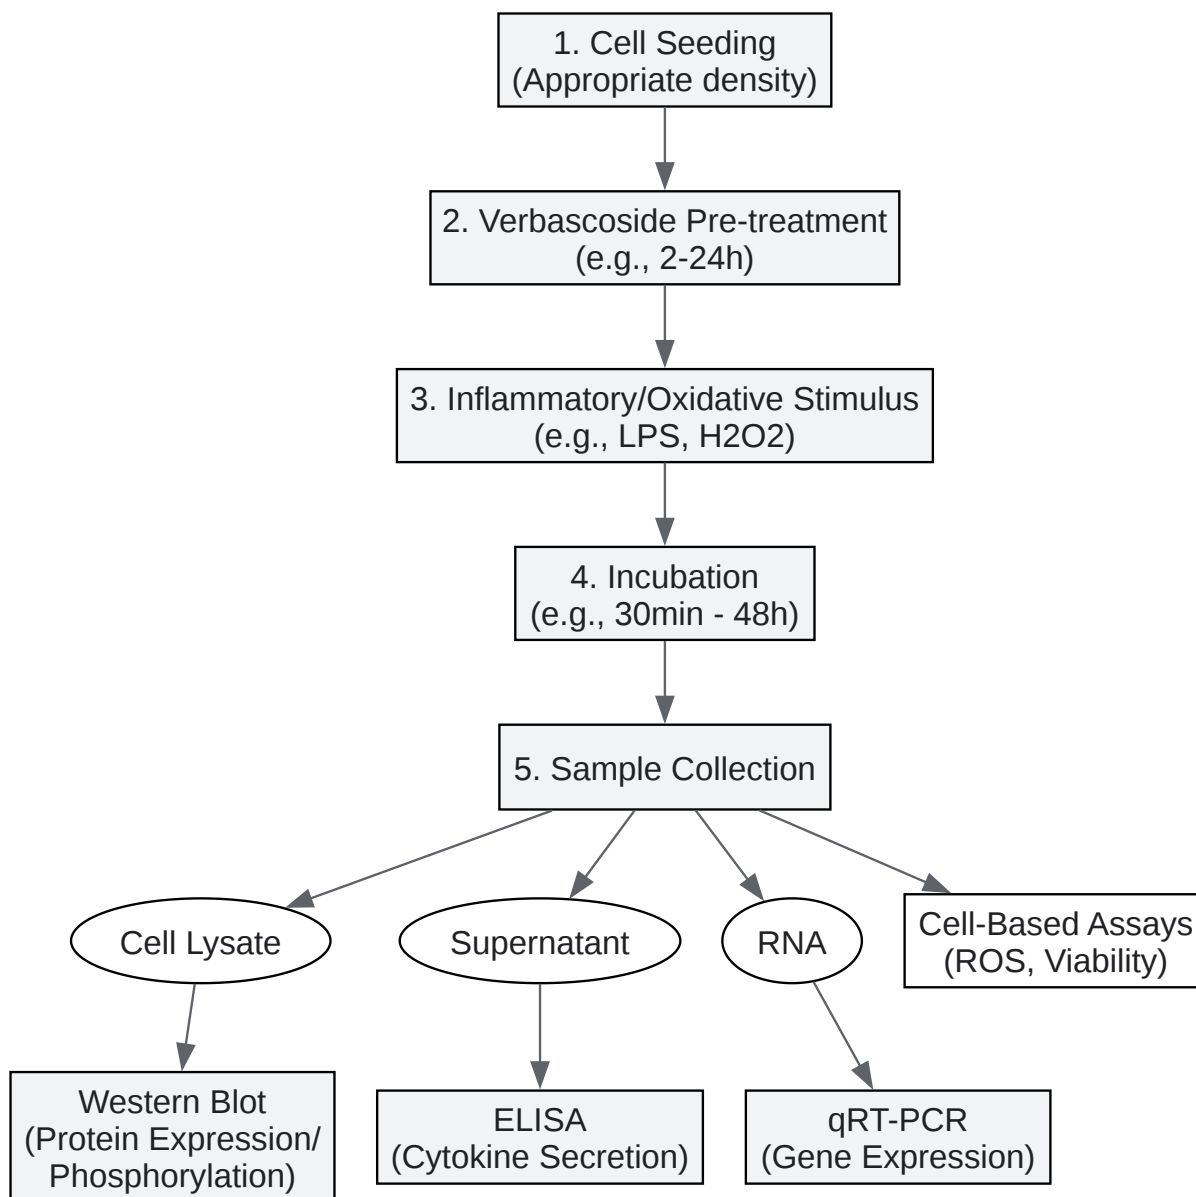 1. Cell Seeding
(Appropriate density)
2. Verbascoside Pre-treatment
(e.g., 2-24h)
3. Inflammatory/Oxidative Stimulus
(e.g., LPS, H2O2)
4. Incubation
(e.g., 30min - 48h)
5. Sample Collection
Cell Lysate
Supernatant
RNA
Cell-Based Assays
(ROS, Viability)
Western Blot
(Protein Expression/
Phosphorylation)
ELISA
(Cytokine Secretion)
qRT-PCR
(Gene Expression)